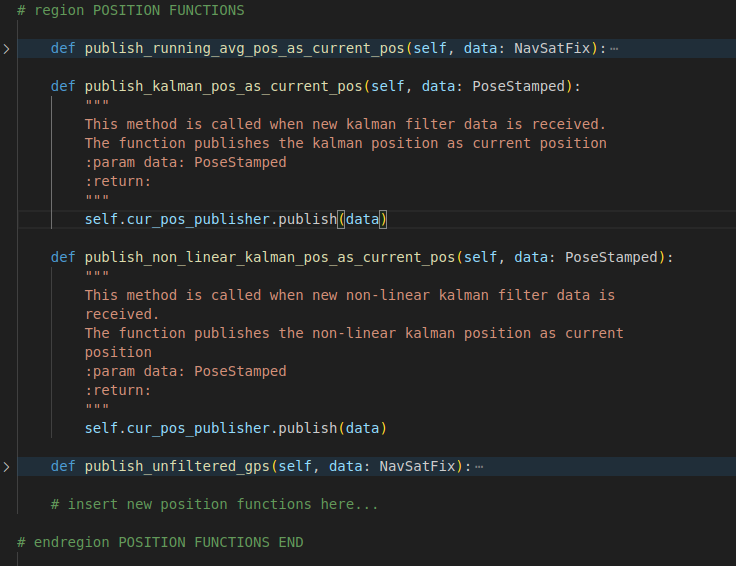 # region POSITION FUNCTIONS
def publish_running_avg_pos_as_current_pos(self, data: NavSatFix):⋯
def publish_kalman_pos_as_current_pos(self, data: PoseStamped):
"""
This method is called when new kalman filter data is received.
The function publishes the kalman position as current position
:param data: PoseStamped
:return:
"""
self.cur_pos_publisher.publish(data)
def publish_non_linear_kalman_pos_as_current_pos(self, data: PoseStamped):
"""
This method is called when new non-linear kalman filter data is
received.
The function publishes the non-linear kalman position as current
position
:param data: PoseStamped
:return:
"""
self.cur_pos_publisher.publish(data)
def publish_unfiltered_gps(self, data: NavSatFix):⋯
# insert new position functions here...
# endregion POSITION FUNCTIONS END